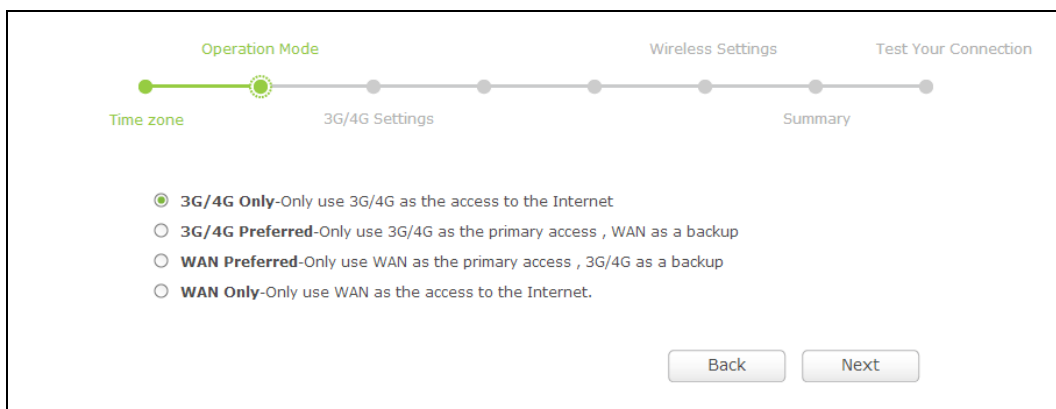 Operation Mode
Wireless Settings
Test Your Connection
Time zone
3G/4G Settings
Summary
3G/4G Only-Only use 3G/4G as the access to the Internet
3G/4G Preferred-Only use 3G/4G as the primary access , WAN as a backup
WAN Preferred-Only use WAN as the primary access , 3G/4G as a backup
WAN Only-Only use WAN as the access to the Internet.
Back
Next